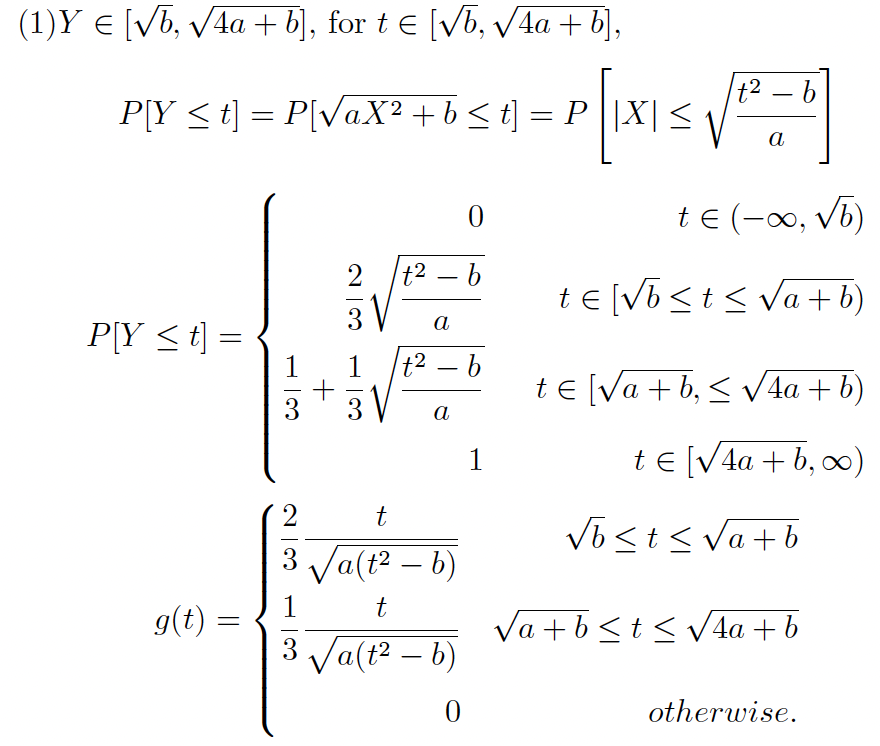 (1)Y ∈ [√b, √(4a + b)], for t ∈ [√b, √(4a + b)],
P[Y ≤ t] = P[√(aX² + b) ≤ t] = P[|X| ≤ √((t² − b)/a)]
P[Y ≤ t] = {
0 t ∈ (−∞, √b)
2/3 √((t² − b)/a) t ∈ [√b ≤ t ≤ √(a + b))
1/3 + 1/3 √((t² − b)/a) t ∈ [√(a + b), ≤ √(4a + b))
1 t ∈ [√(4a + b), ∞)
g(t) = {
2/3 t/√(a(t² − b)) √b ≤ t ≤ √(a + b)
1/3 t/√(a(t² − b)) √(a + b) ≤ t ≤ √(4a + b)
0 otherwise.